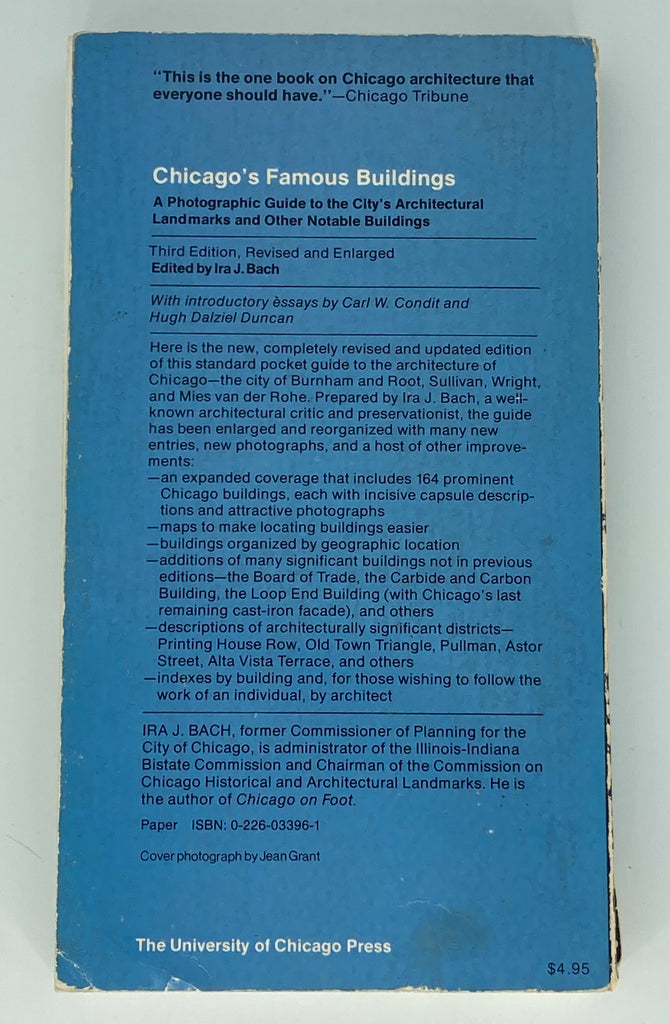 "This is the one book on Chicago architecture that
everyone should have."—Chicago Tribune
Chicago's Famous Buildings
A Photographic Guide to the City's Architectural
Landmarks and Other Notable Buildings
Third Edition, Revised and Enlarged
Edited by Ira J. Bach
With introductory essays by Carl W. Condit and
Hugh Dalziel Duncan
Here is the new, completely revised and updated edition
of this standard pocket guide to the architecture of
Chicago—the city of Burnham and Root, Sullivan, Wright,
and Mies van der Rohe. Prepared by Ira J. Bach, a well-
known architectural critic and preservationist, the guide
has been enlarged and reorganized with many new
entries, new photographs, and a host of other improve-
ments:
—an expanded coverage that includes 164 prominent
Chicago buildings, each with incisive capsule descrip-
tions and attractive photographs
—maps to make locating buildings easier
—buildings organized by geographic location
—additions of many significant buildings not in previous
editions—the Board of Trade, the Carbide and Carbon
Building, the Loop End Building (with Chicago's last
remaining cast-iron facade), and others
—descriptions of architecturally significant districts—
Printing House Row, Old Town Triangle, Pullman, Astor
Street, Alta Vista Terrace, and others
—indexes by building and, for those wishing to follow the
work of an individual, by architect
IRA J. BACH, former Commissioner of Planning for the
City of Chicago, is administrator of the Illinois-Indiana
Bistate Commission and Chairman of the Commission on
Chicago Historical and Architectural Landmarks. He is
the author of Chicago on Foot.
Paper ISBN: 0-226-03396-1
Cover photograph by Jean Grant
The University of Chicago Press
$4.95